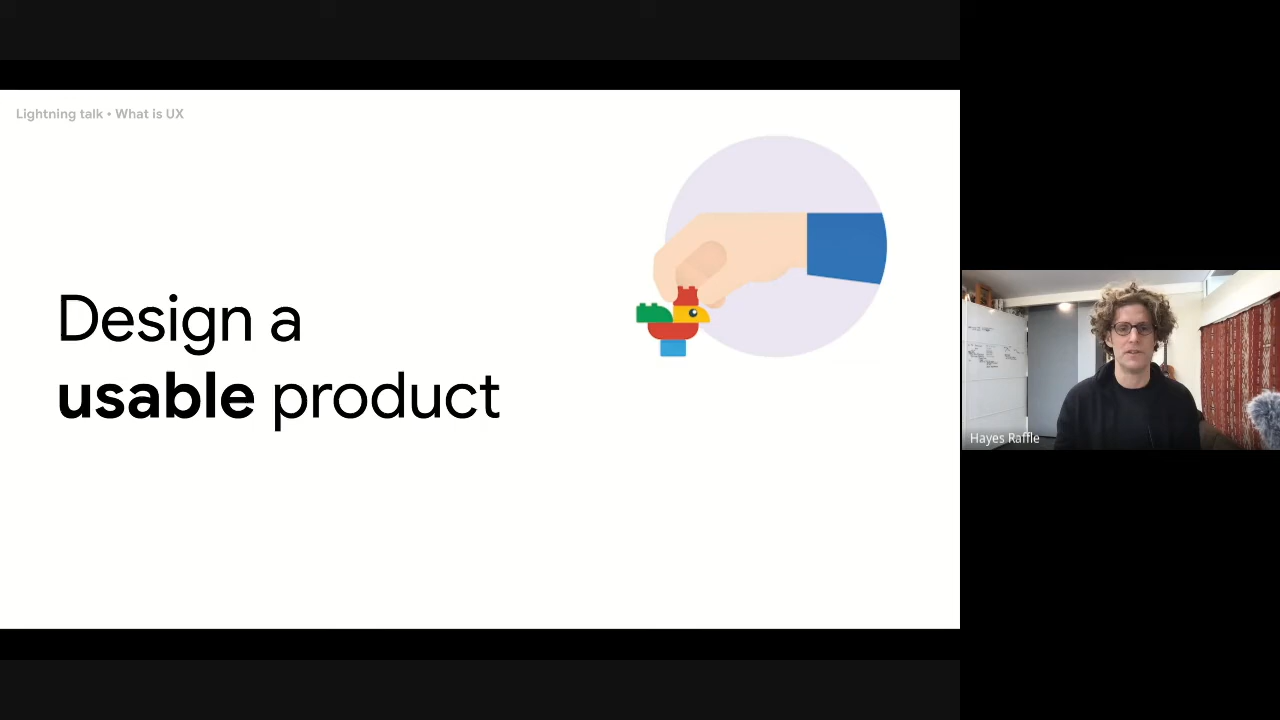 Lightning talk • What is UX
Design a
usable product
Hayes Raffle